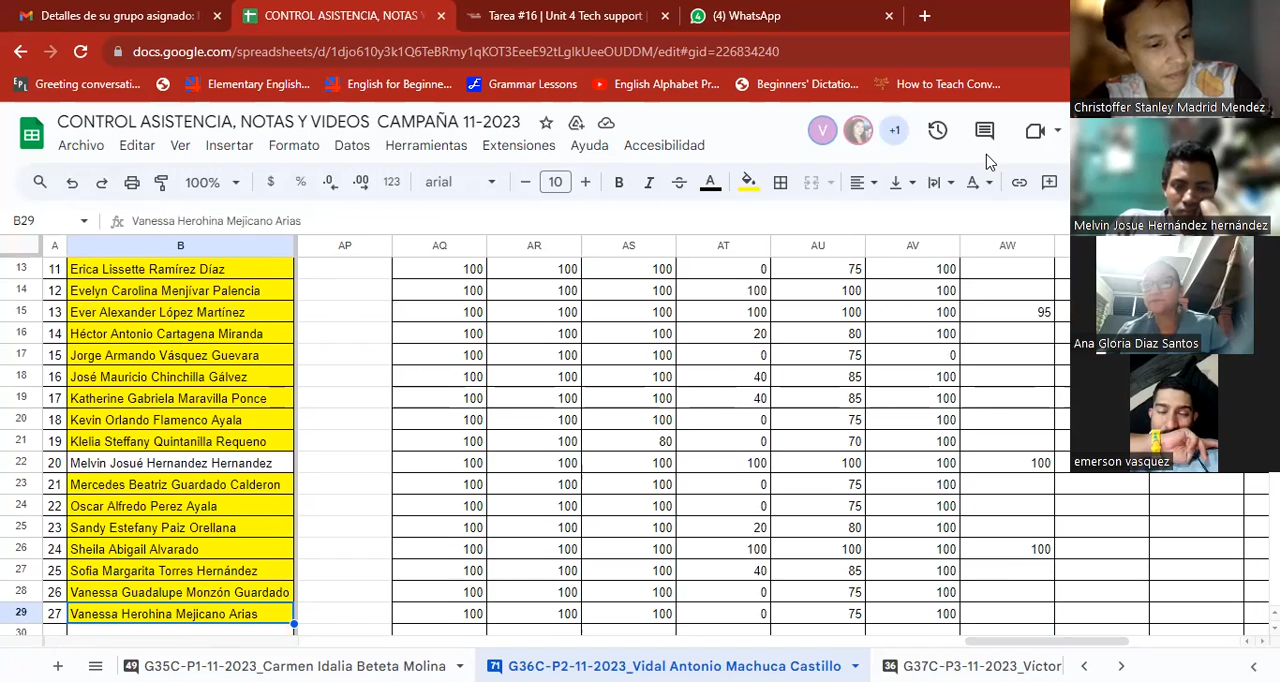 Detalles de su grupo asignado: I
CONTROL ASISTENCIA, NOTAS Y
Tarea #16 | Unit 4 Tech support |
(4) WhatsApp
docs.google.com/spreadsheets/d/1djo610y3k1Q6TeBRmy1qKOT3EeeE92tLglkUeeOUDDM/edit#gid=226834240
Greeting conversati...
Elementary English...
English for Beginne...
Grammar Lessons
English Alphabet Pr...
Beginners' Dictatio...
How to Teach Conv...
CONTROL ASISTENCIA, NOTAS Y VIDEOS CAMPAÑA 11-2023
V
+1
Archivo Editar Ver Insertar Formato Datos Herramientas Extensiones Ayuda Accesibilidad
100% $ % .0 .00 123 arial 10 B I A
B29 fx Vanessa Herohina Mejicano Arias
A B AP AQ AR AS AT AU AV AW
13 11 Erica Lissette Ramírez Díaz 100 100 100 0 75 100
14 12 Evelyn Carolina Menjívar Palencia 100 100 100 100 100 100
15 13 Ever Alexander López Martínez 100 100 100 100 100 100 95
16 14 Héctor Antonio Cartagena Miranda 100 100 100 20 80 100
17 15 Jorge Armando Vásquez Guevara 100 100 100 0 75 0
18 16 José Mauricio Chinchilla Gálvez 100 100 100 40 85 100
19 17 Katherine Gabriela Maravilla Ponce 100 100 100 40 85 100
20 18 Kevin Orlando Flamenco Ayala 100 100 100 0 75 100
21 19 Klelia Steffany Quintanilla Requeno 100 100 80 0 70 100
22 20 Melvin Josué Hernandez Hernandez 100 100 100 100 100 100 100
23 21 Mercedes Beatriz Guardado Calderon 100 100 100 0 75 100
24 22 Oscar Alfredo Perez Ayala 100 100 100 0 75 100
25 23 Sandy Estefany Paiz Orellana 100 100 100 20 80 100
26 24 Sheila Abigail Alvarado 100 100 100 100 100 100 100
27 25 Sofia Margarita Torres Hernández 100 100 100 40 85 100
28 26 Vanessa Guadalupe Monzón Guardado 100 100 100 0 75 100
29 27 Vanessa Herohina Mejicano Arias 100 100 100 0 75 100
30
49 G35C-P1-11-2023_Carmen Idalia Beteta Molina
71 G36C-P2-11-2023_Vidal Antonio Machuca Castillo
36 G37C-P3-11-2023_Victor
Christoffer Stanley Madrid Mendez
Melvin Josue Hernández hernández
Ana Gloria Diaz Santos
emerson vasquez